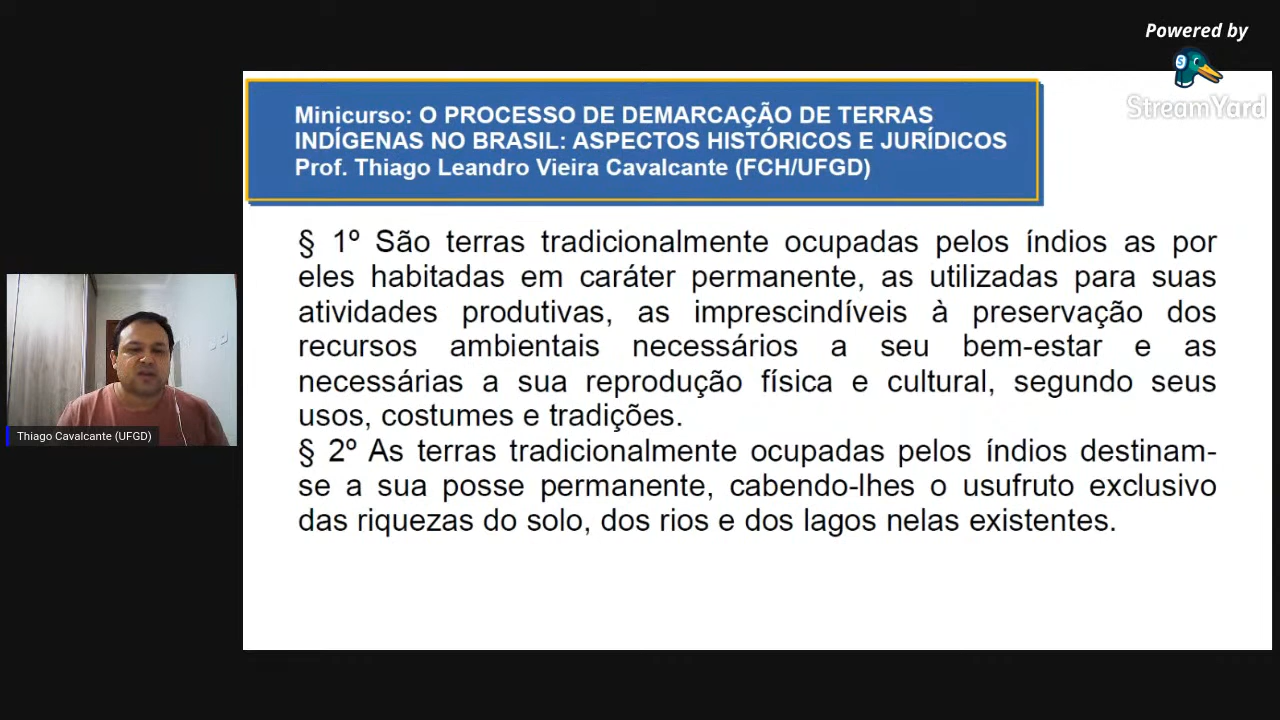 Powered by
StreamYard
Minicurso: O PROCESSO DE DEMARCAÇÃO DE TERRAS
INDÍGENAS NO BRASIL: ASPECTOS HISTÓRICOS E JURÍDICOS
Prof. Thiago Leandro Vieira Cavalcante (FCH/UFGD)
§ 1º São terras tradicionalmente ocupadas pelos índios as por
eles habitadas em caráter permanente, as utilizadas para suas
atividades produtivas, as imprescindíveis à preservação dos
recursos ambientais necessários a seu bem-estar e as
necessárias a sua reprodução física e cultural, segundo seus
usos, costumes e tradições.
§ 2º As terras tradicionalmente ocupadas pelos índios destinam-
se a sua posse permanente, cabendo-lhes o usufruto exclusivo
das riquezas do solo, dos rios e dos lagos nelas existentes.
Thiago Cavalcante (UFGD)